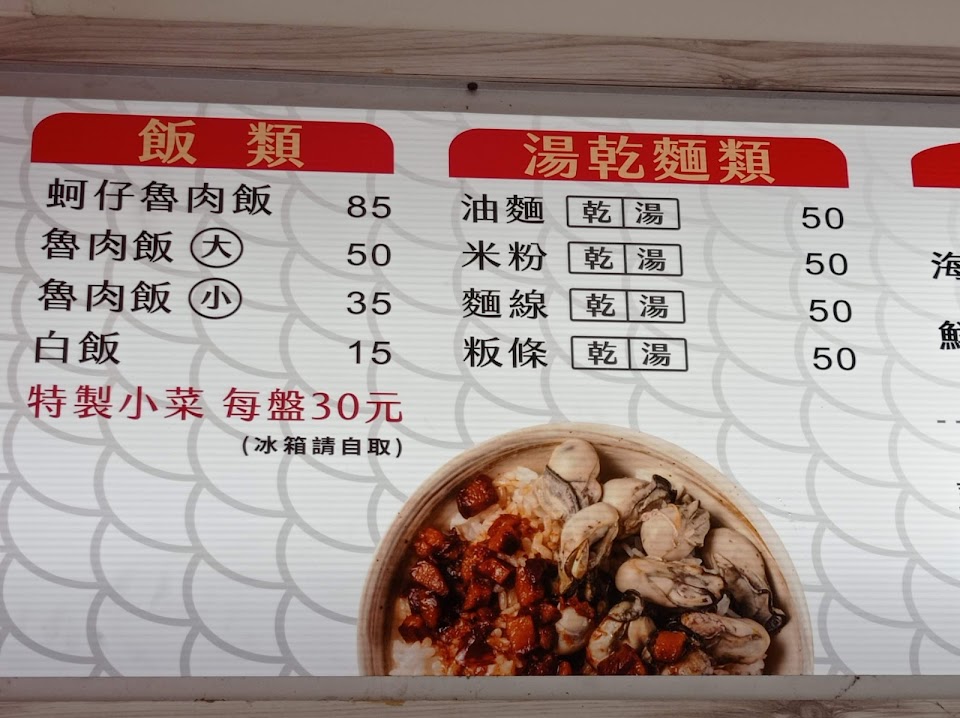 飯 類
蚵仔魯肉飯 85
魯肉飯 大 50
魯肉飯 小 35
白飯 15
特製小菜 每盤30元
(冰箱請自取)
湯乾麵類
油麵 乾 湯 50
米粉 乾 湯 50
麵線 乾 湯 50
粄條 乾 湯 50
海